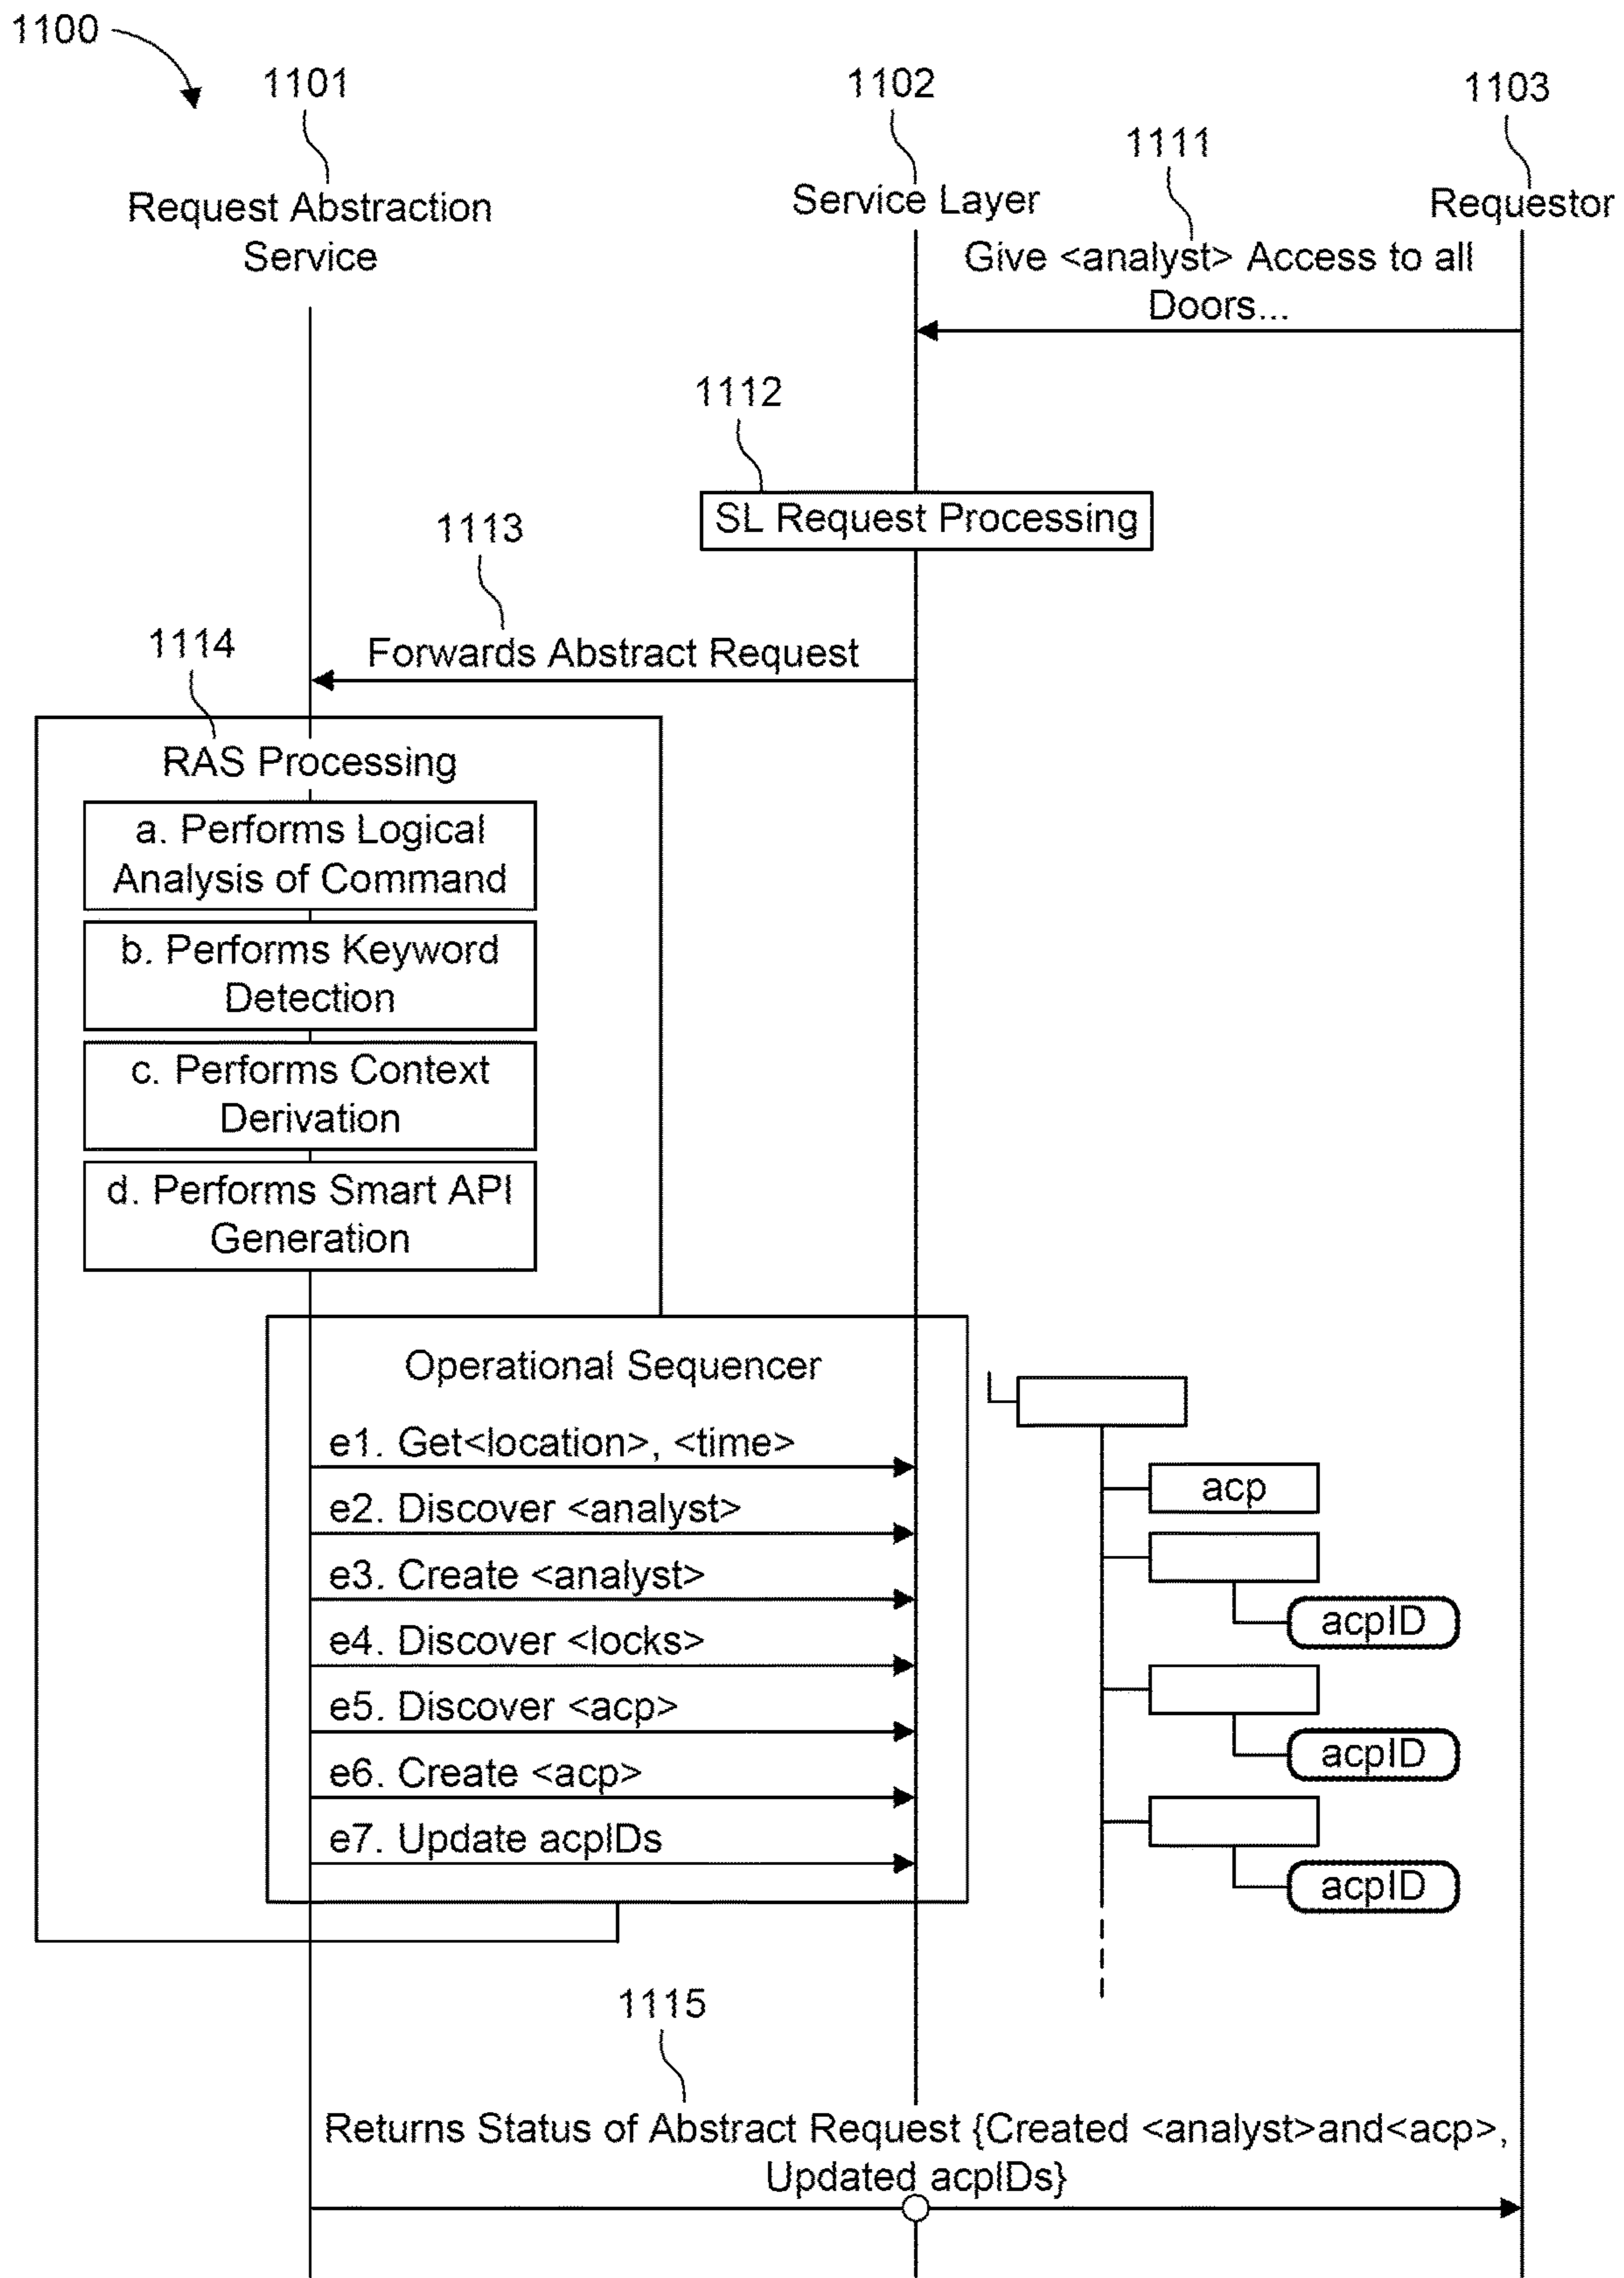 1100
1101
1102
1103
1111
Request Abstraction
Service
Service Layer
Requestor
Give <analyst> Access to all
Doors...
1112
SL Request Processing
1113
Forwards Abstract Request
1114
RAS Processing
a. Performs Logical
Analysis of Command
b. Performs Keyword
Detection
c. Performs Context
Derivation
d. Performs Smart API
Generation
Operational Sequencer
e1. Get<location>, <time>
e2. Discover <analyst>
e3. Create <analyst>
e4. Discover <locks>
e5. Discover <acp>
e6. Create <acp>
e7. Update acpIDs
acp
acpID
acpID
acpID
1115
Returns Status of Abstract Request {Created <analyst>and<acp>,
Updated acpIDs}